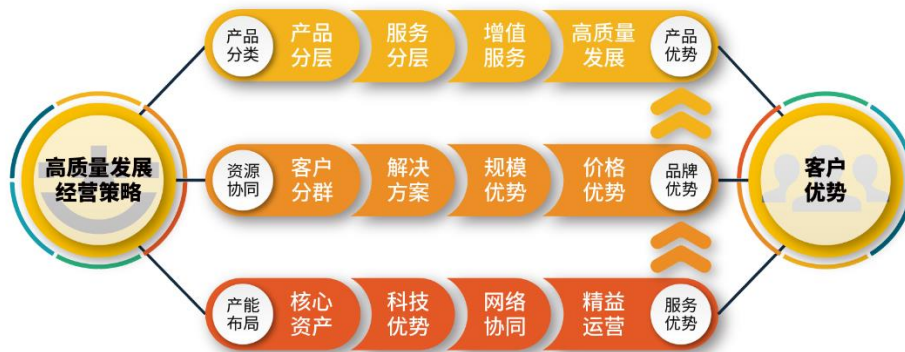 产品
分类
产品
分层
服务
分层
增值
服务
高质量
发展
产品
优势
高质量发展
经营策略
资源
协同
客户
分群
解决
方案
规模
优势
价格
优势
品牌
优势
客户
优势
产能
布局
核心
资产
科技
优势
网络
协同
精益
运营
服务
优势